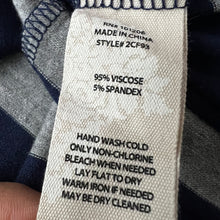 RN# 101206
MADE IN CHINA
STYLE# 2CF93
95% VISCOSE
5% SPANDEX
HAND WASH COLD
ONLY NON-CHLORINE
BLEACH WHEN NEEDED
LAY FLAT TO DRY
WARM IRON IF NEEDED
MAY BE DRY CLEANED